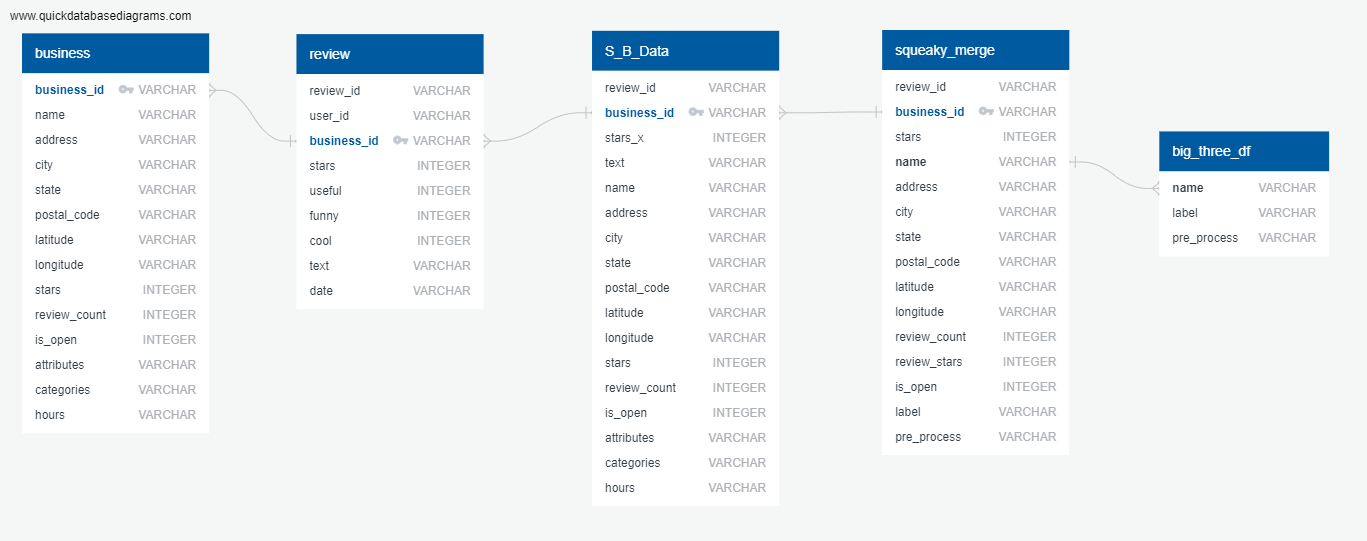 www.quickdatabasediagrams.com
business
business_id VARCHAR
name VARCHAR
address VARCHAR
city VARCHAR
state VARCHAR
postal_code VARCHAR
latitude VARCHAR
longitude VARCHAR
stars INTEGER
review_count INTEGER
is_open INTEGER
attributes VARCHAR
categories VARCHAR
hours VARCHAR
review
review_id VARCHAR
user_id VARCHAR
business_id VARCHAR
stars INTEGER
useful INTEGER
funny INTEGER
cool INTEGER
text VARCHAR
date VARCHAR
S_B_Data
review_id VARCHAR
business_id VARCHAR
stars_x INTEGER
text VARCHAR
name VARCHAR
address VARCHAR
city VARCHAR
state VARCHAR
postal_code VARCHAR
latitude VARCHAR
longitude VARCHAR
stars INTEGER
review_count INTEGER
is_open INTEGER
attributes VARCHAR
categories VARCHAR
hours VARCHAR
squeaky_merge
review_id VARCHAR
business_id VARCHAR
stars INTEGER
name VARCHAR
address VARCHAR
city VARCHAR
state VARCHAR
postal_code VARCHAR
latitude VARCHAR
longitude VARCHAR
review_count INTEGER
review_stars INTEGER
is_open INTEGER
label VARCHAR
pre_process VARCHAR
big_three_df
name VARCHAR
label VARCHAR
pre_process VARCHAR